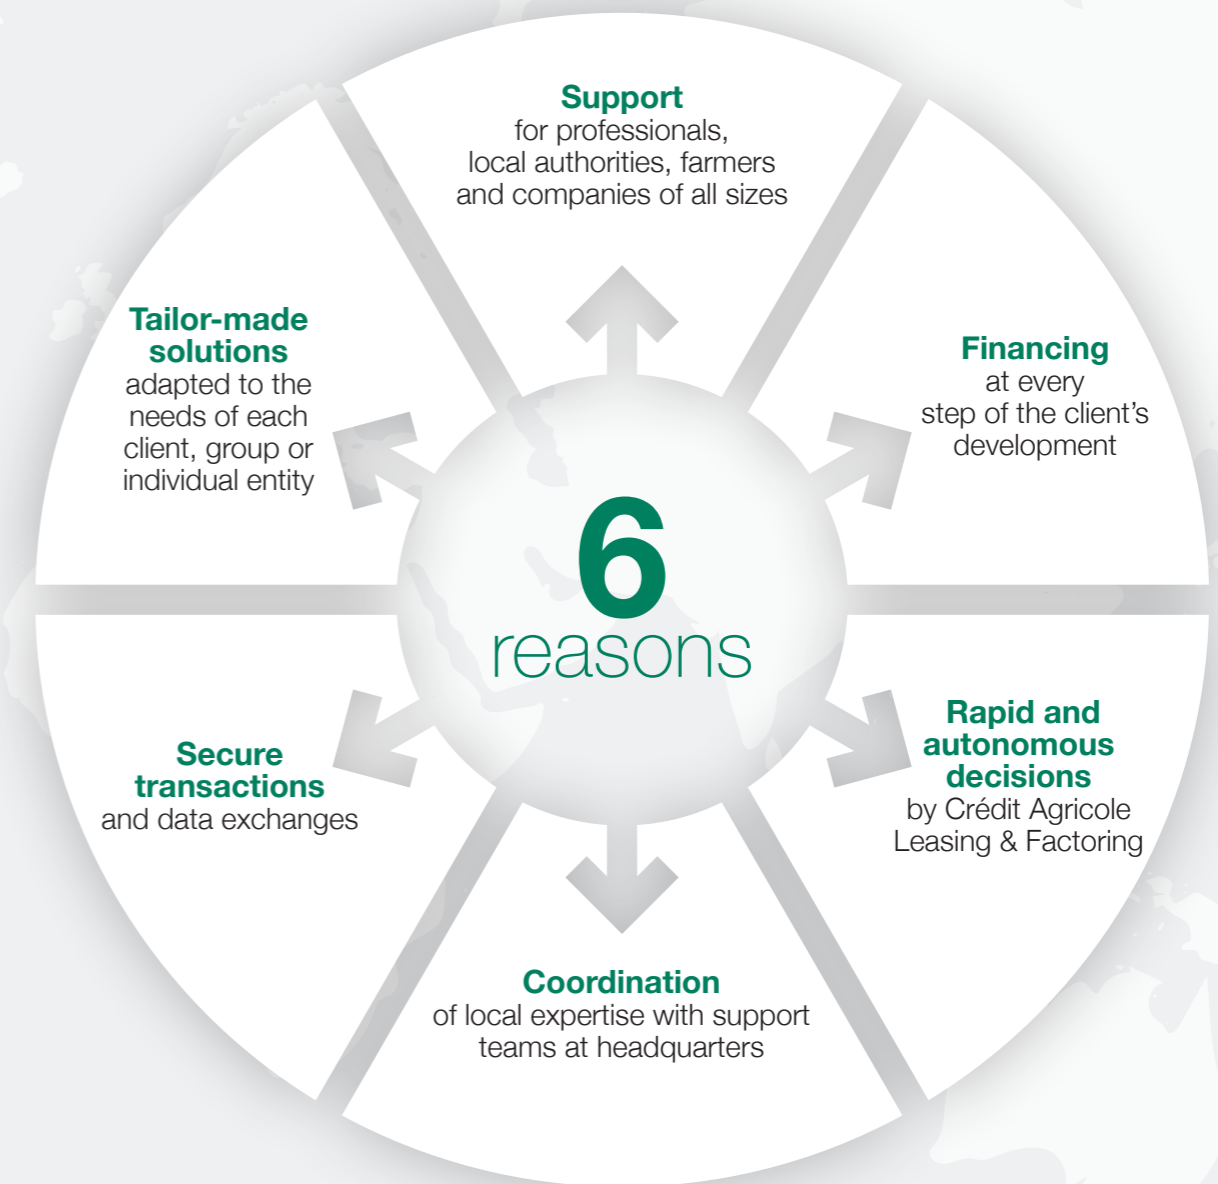 Support
for professionals,
local authorities, farmers
and companies of all sizes
Financing
at every
step of the client’s
development
Rapid and
autonomous
decisions
by Crédit Agricole
Leasing & Factoring
Coordination
of local expertise with support
teams at headquarters
Secure
transactions
and data exchanges
Tailor-made
solutions
adapted to the
needs of each
client, group or
individual entity
6
reasons